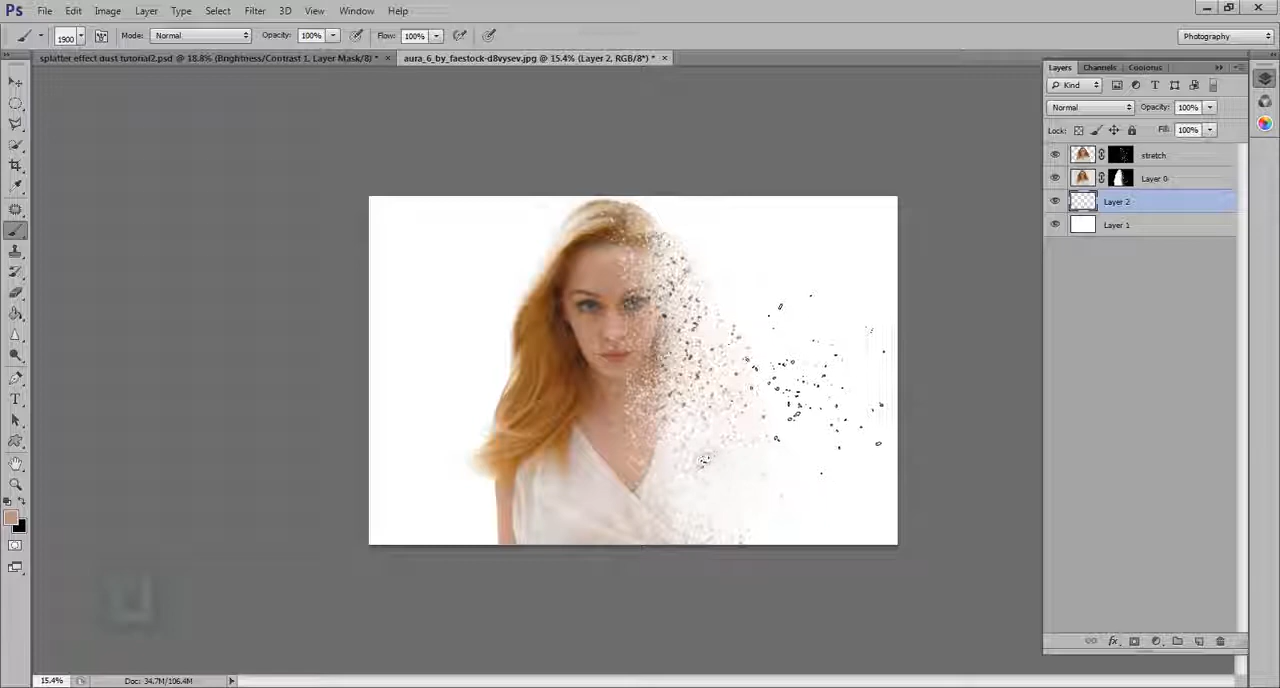 Ps File Edit Image Layer Type Select Filter 3D View Window Help
1900 Mode: Normal Opacity: 100% Flow: 100% Photography
splatter effect dust tutorial2.psd @ 18.8% (Brightness/Contrast 1, Layer Mask/8) * × aura_6_by_faestock-d8vysev.jpg @ 15.4% (Layer 2, RGB/8*) * ×
Layers Channels Coolorus
Kind
Normal Opacity: 100%
Lock: Fill: 100%
stretch
Layer 0
Layer 2
Layer 1
15.4% Doc: 34.7M/106.4M